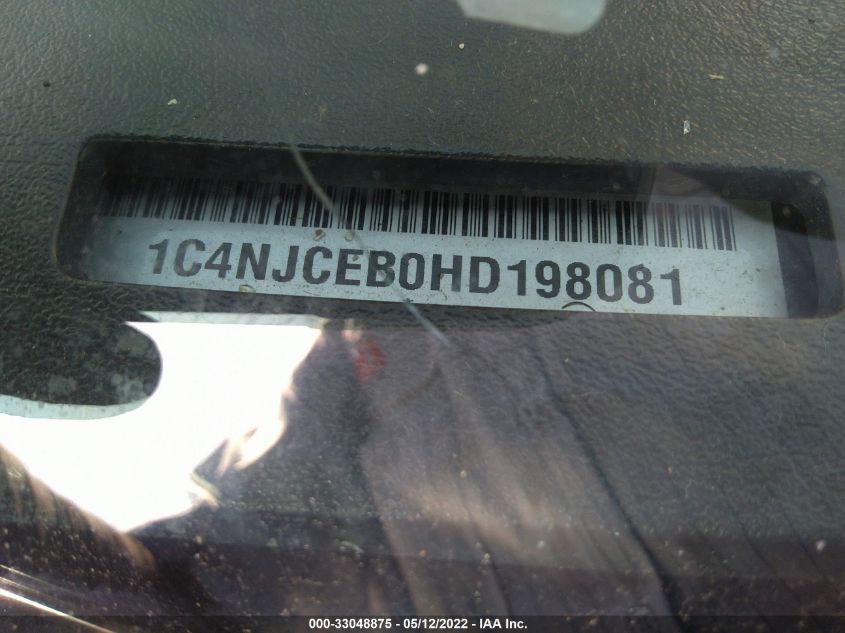 1C4NJCEB0HD198081
000-33048875 - 05/12/2022 - IAA Inc.